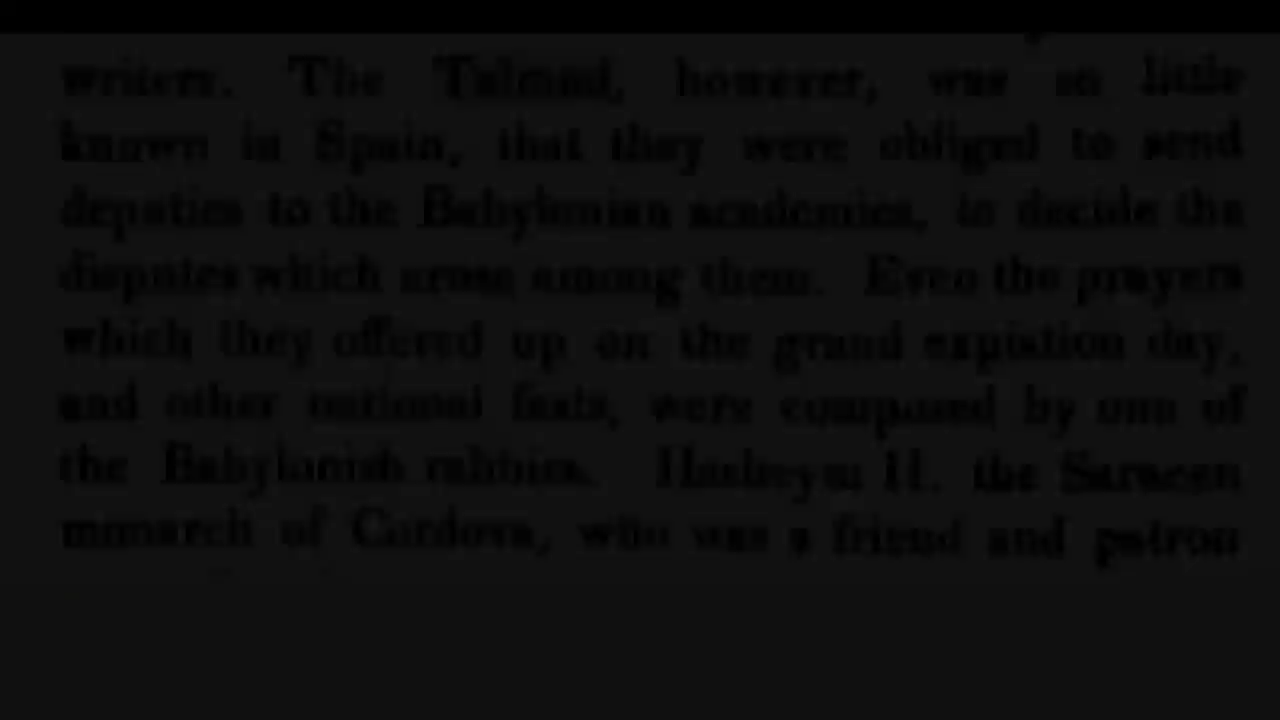 writers. The Talmud, however, was so little
known in Spain, that they were obliged to send
deputies to the Babylonian academies, to decide the
disputes which arose among them. Even the prayers
which they offered up on the grand expiation day,
and other national fasts, were composed by one of
the Babylonish rabbies. II. the Saracen
monarch of Cordova, who was a friend and patron